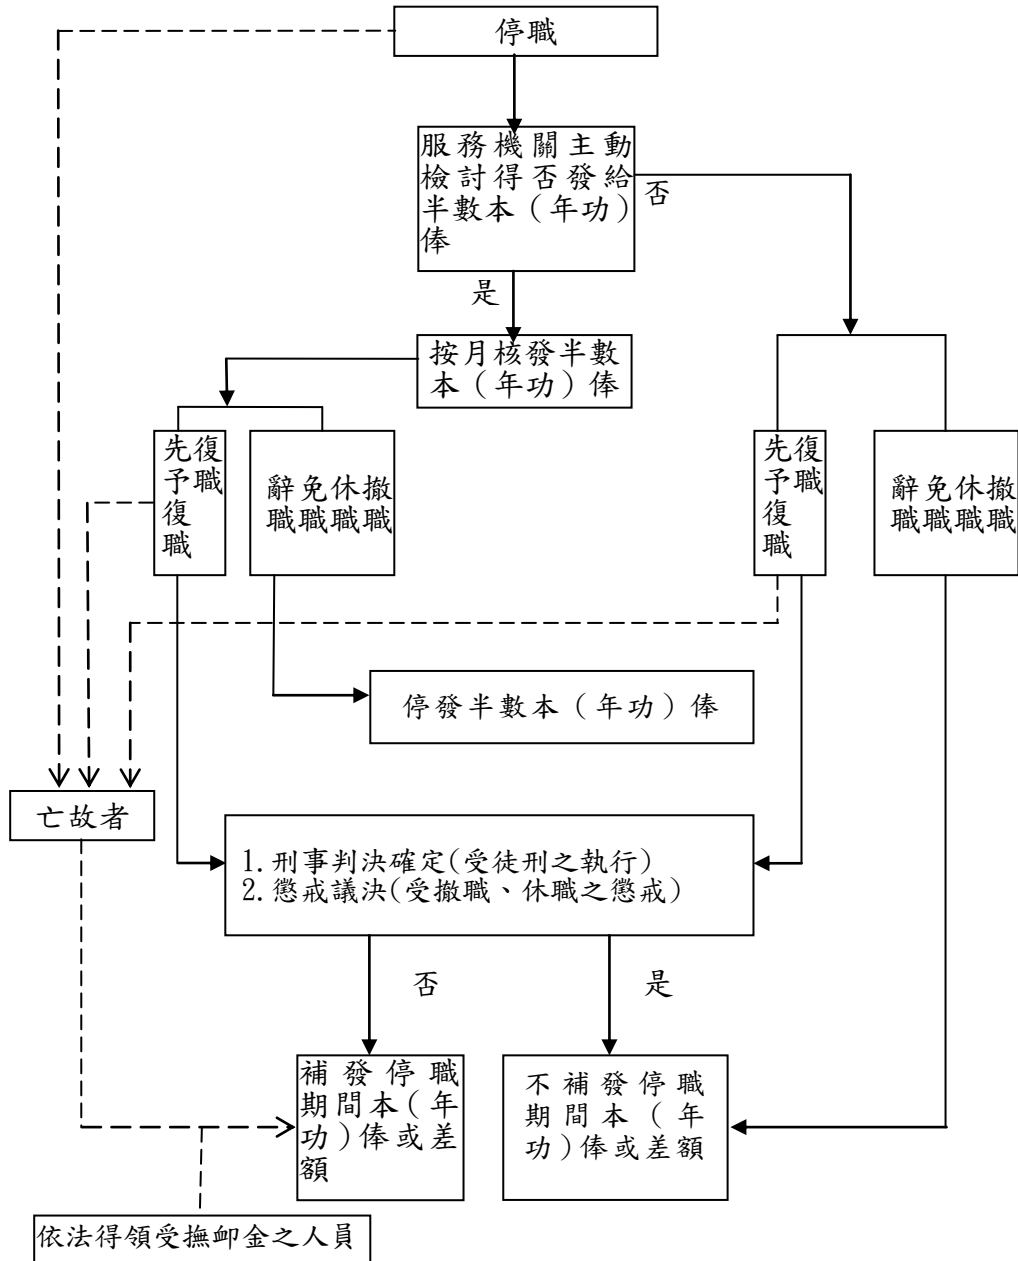 停職
服務機關主動
檢討得否發給
半數本（年功）
俸
否
是
按月核發半數
本（年功）俸
復職
先予復職
撤職
休職
免職
辭職
復職
先予復職
撤職
休職
免職
辭職
停發半數本（年功）俸
亡故者
1.刑事判決確定(受徒刑之執行)
2.懲戒議決(受撤職、休職之懲戒)
否
是
補發停職
期間本(年
功)俸或差
額
不補發停職
期間本（年
功)俸或差額
依法得領受撫卹金之人員